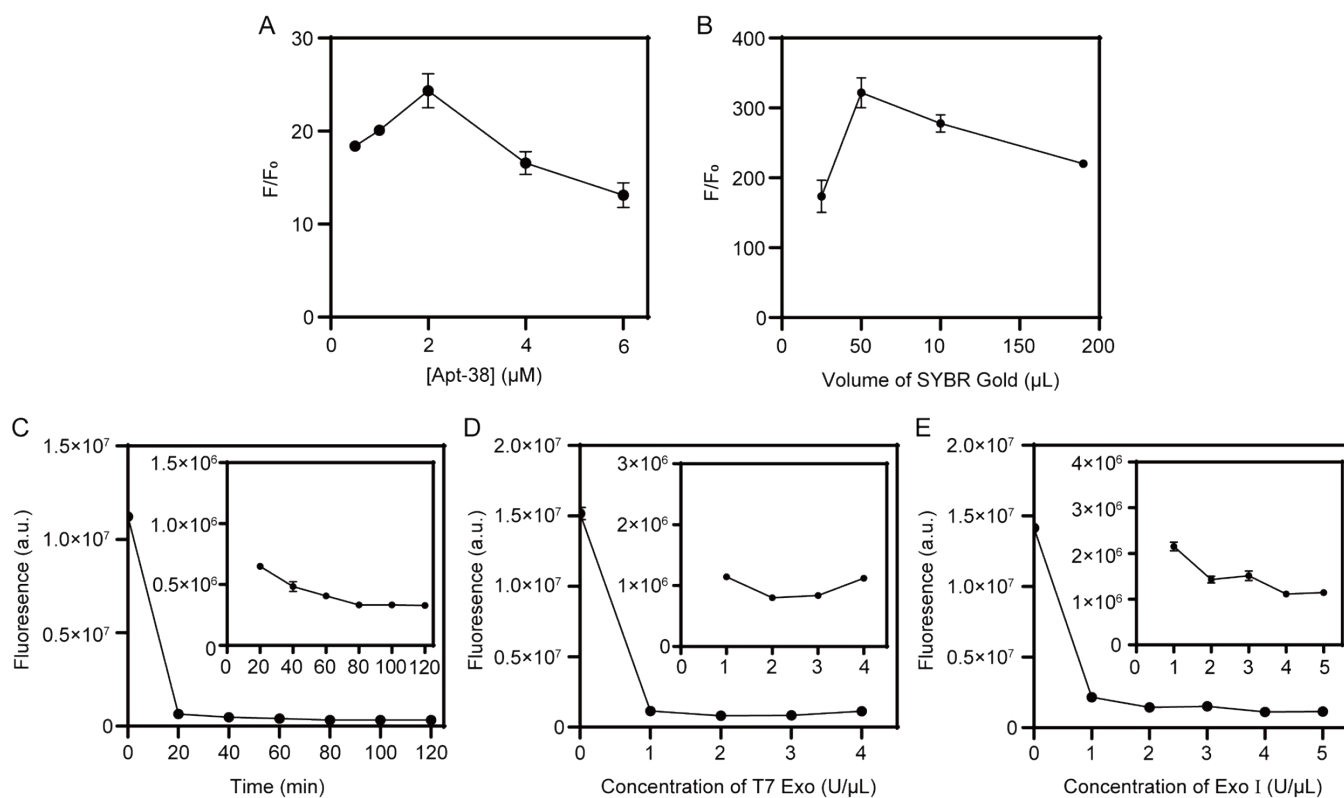 A
30
20
10
0
F/F₀
0 2 4 6
[Apt-38] (μM)
B
400
300
200
100
0
F/F₀
0 50 10 150 200
Volume of SYBR Gold (μL)
C
1.5×10⁷
1.0×10⁷
0.5×10⁷
0
Fluoresence (a.u.)
1.5×10⁶
1.0×10⁶
0.5×10⁶
0
0 20 40 60 80 100 120
0 20 40 60 80 100 120
Time (min)
D
2.0×10⁷
1.5×10⁷
1.0×10⁷
0.5×10⁷
0
Fluoresence (a.u.)
3×10⁶
2×10⁶
1×10⁶
0
0 1 2 3 4
0 1 2 3 4
Concentration of T7 Exo (U/μL)
E
2.0×10⁷
1.5×10⁷
1.0×10⁷
0.5×10⁷
0
Fluoresence (a.u.)
4×10⁶
3×10⁶
2×10⁶
1×10⁶
0
0 1 2 3 4 5
0 1 2 3 4 5
Concentration of Exo I (U/μL)